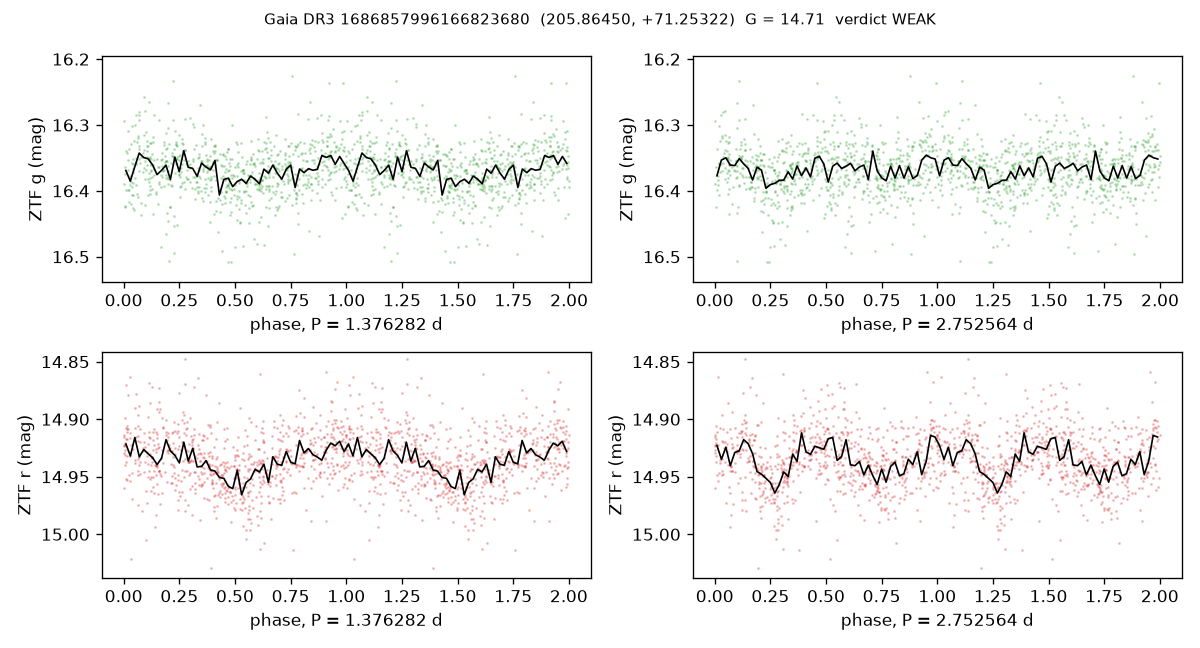 Gaia DR3 1686857996166823680 (205.86450, +71.25322) G = 14.71 verdict WEAK
16.2
16.3
16.4
16.5
ZTF g (mag)
0.00 0.25 0.50 0.75 1.00 1.25 1.50 1.75 2.00
phase, P = 1.376282 d
16.2
16.3
16.4
16.5
ZTF g (mag)
0.00 0.25 0.50 0.75 1.00 1.25 1.50 1.75 2.00
phase, P = 2.752564 d
14.85
14.90
14.95
15.00
ZTF r (mag)
0.00 0.25 0.50 0.75 1.00 1.25 1.50 1.75 2.00
phase, P = 1.376282 d
14.85
14.90
14.95
15.00
ZTF r (mag)
0.00 0.25 0.50 0.75 1.00 1.25 1.50 1.75 2.00
phase, P = 2.752564 d